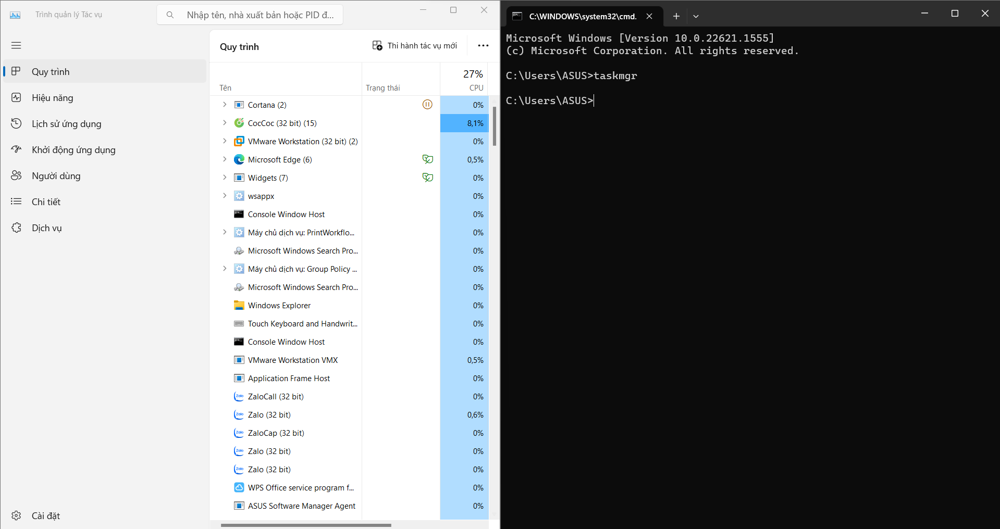 Trình quản lý Tác vụ
Nhập tên, nhà xuất bản hoặc PID đ...
Quy trình
Hiệu năng
Lịch sử ứng dụng
Khởi động ứng dụng
Người dùng
Chi tiết
Dịch vụ
Cài đặt
Quy trình
Thi hành tác vụ mới
Tên
Trạng thái
27%
CPU
Cortana (2) 0%
CocCoc (32 bit) (15) 8,1%
VMware Workstation (32 bit) (2) 0%
Microsoft Edge (6) 0,5%
Widgets (7) 0%
wsappx 0%
Console Window Host 0%
Máy chủ dịch vụ: PrintWorkflo... 0%
Microsoft Windows Search Pro... 0%
Máy chủ dịch vụ: Group Policy ... 0%
Microsoft Windows Search Pro... 0%
Windows Explorer 0%
Touch Keyboard and Handwrit... 0%
Console Window Host 0%
VMware Workstation VMX 0,5%
Application Frame Host 0%
Zalo ZaloCall (32 bit) 0%
Zalo Zalo (32 bit) 0,6%
Zalo ZaloCap (32 bit) 0%
Zalo Zalo (32 bit) 0%
Zalo Zalo (32 bit) 0%
WPS Office service program f... 0%
ASUS Software Manager Agent 0%
C:\WINDOWS\system32\cmd.
Microsoft Windows [Version 10.0.22621.1555]
(c) Microsoft Corporation. All rights reserved.
C:\Users\ASUS>taskmgr
C:\Users\ASUS>